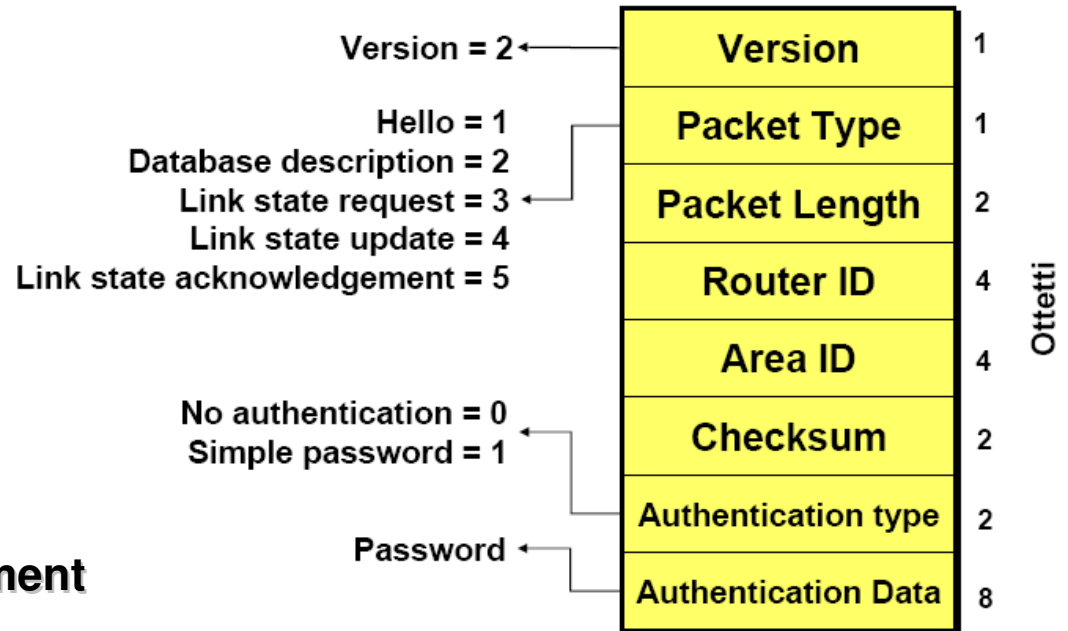 Version = 2
Version
1
Hello = 1
Database description = 2
Link state request = 3
Link state update = 4
Link state acknowledgement = 5
Packet Type
1
Packet Length
2
Router ID
4
Area ID
4
Ottetti
No authentication = 0
Simple password = 1
Checksum
2
Authentication type
2
Password
Authentication Data
8
ment